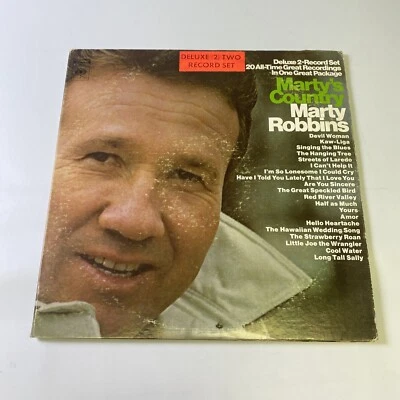 DELUXE 2, TWO
RECORD SET
Deluxe 2-Record Set
20 All-Time Great Recordings
In One Great Package
Marty's
Country
Marty
Robbins
Devil Woman
Kaw-Liga
Singing the Blues
The Hanging Tree
Streets of Laredo
I Can't Help It
I'm So Lonesome I Could Cry
Have I Told You Lately That I Love You
Are You Sincere
The Great Speckled Bird
Red River Valley
Half as Much
Yours
Amor
Hello Heartache
The Hawaiian Wedding Song
The Strawberry Roan
Little Joe the Wrangler
Cool Water
Long Tall Sally